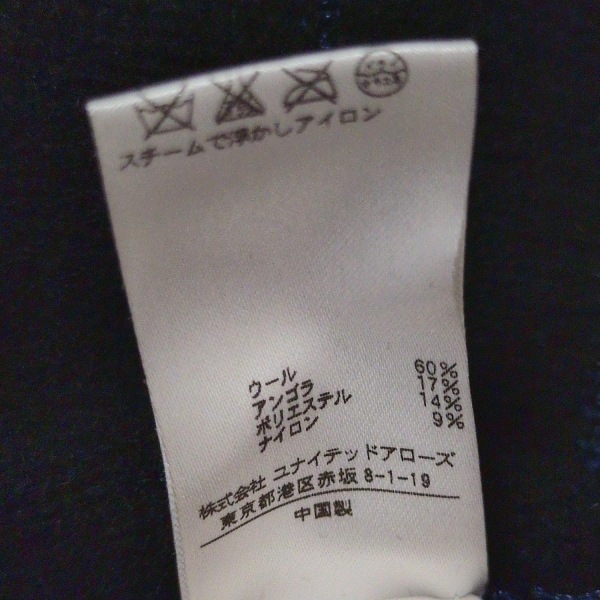 スチームで浮かしアイロン
ウール 60%
アンゴラ 17%
ポリエステル 14%
ナイロン 9%
株式会社 ユナイテッドアローズ
東京都港区赤坂 8-1-19
中国製